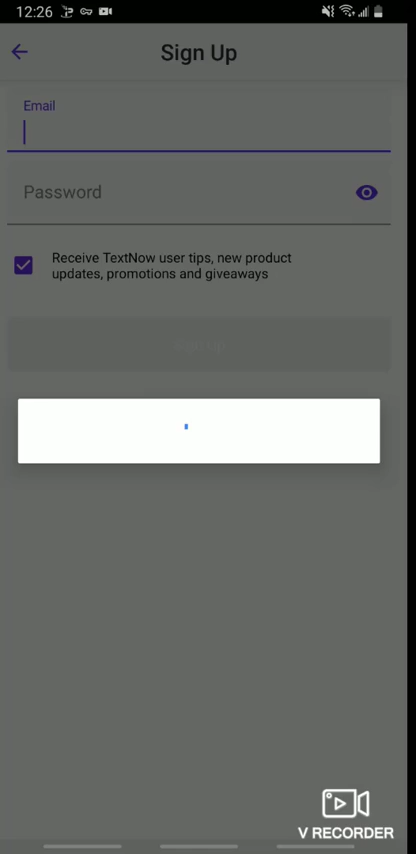 12:26
Sign Up
Email
Password
Receive TextNow user tips, new product
updates, promotions and giveaways
V RECORDER